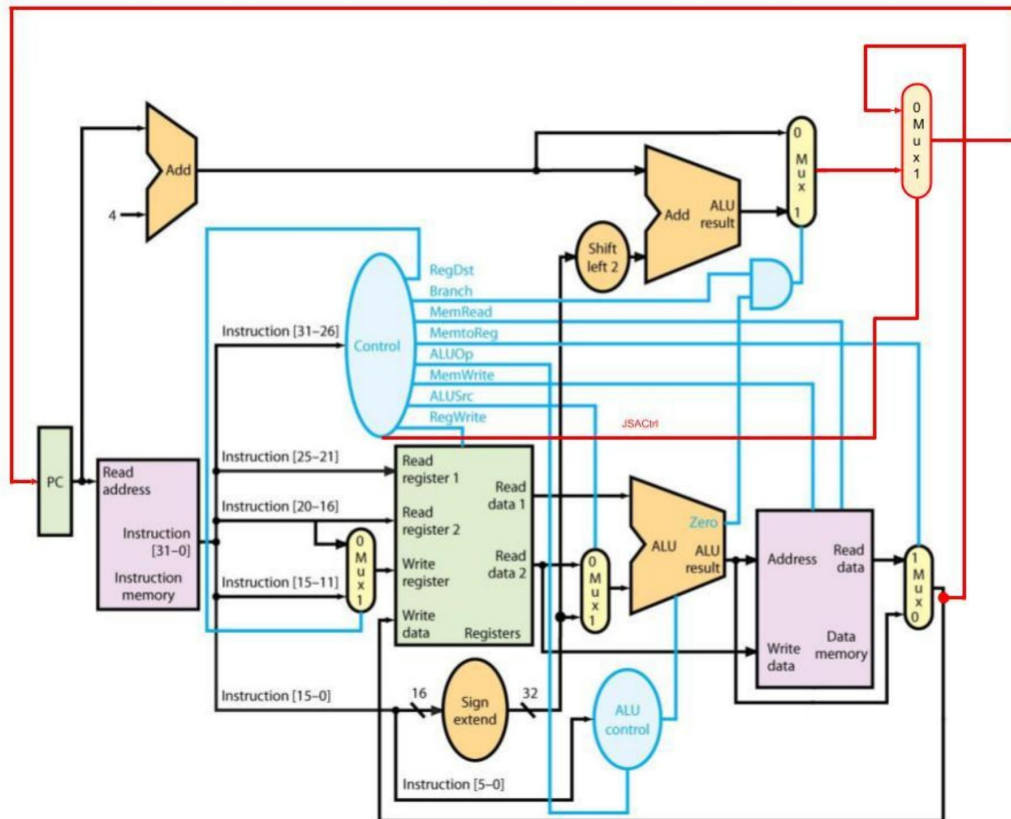 Add
4
0
M
u
x
1
Add
ALU
result
Shift
left 2
0
M
u
x
1
RegDst
Branch
MemRead
MemtoReg
ALUOp
MemWrite
ALUSrc
RegWrite
Control
JSACtrl
Instruction [31–26]
Instruction [25–21]
Instruction [20–16]
Instruction [15–11]
Instruction [15–0]
Instruction [5–0]
PC
Read
address
Instruction
[31–0]
Instruction
memory
0
M
u
x
1
Read
register 1
Read
register 2
Write
register
Write
data
Read
data 1
Read
data 2
Registers
0
M
u
x
1
Zero
ALU
ALU
result
Address
Read
data
Write
data
Data
memory
1
M
u
x
0
16
Sign
extend
32
ALU
control